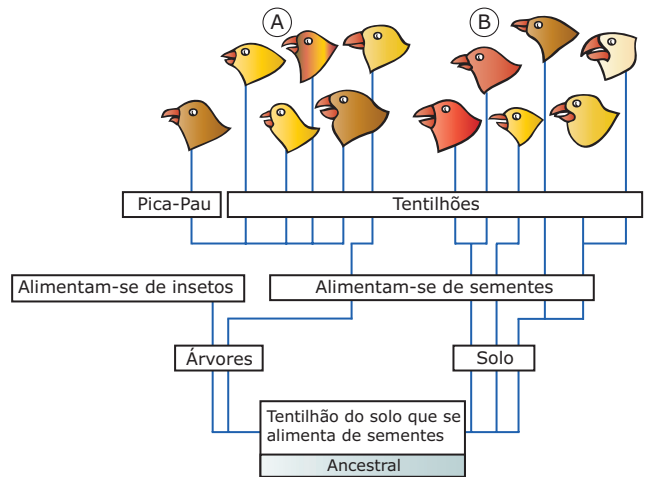 A
B
Pica-Pau
Tentilhões
Alimentam-se de insetos
Alimentam-se de sementes
Árvores
Solo
Tentilhão do solo que se
alimenta de sementes
Ancestral